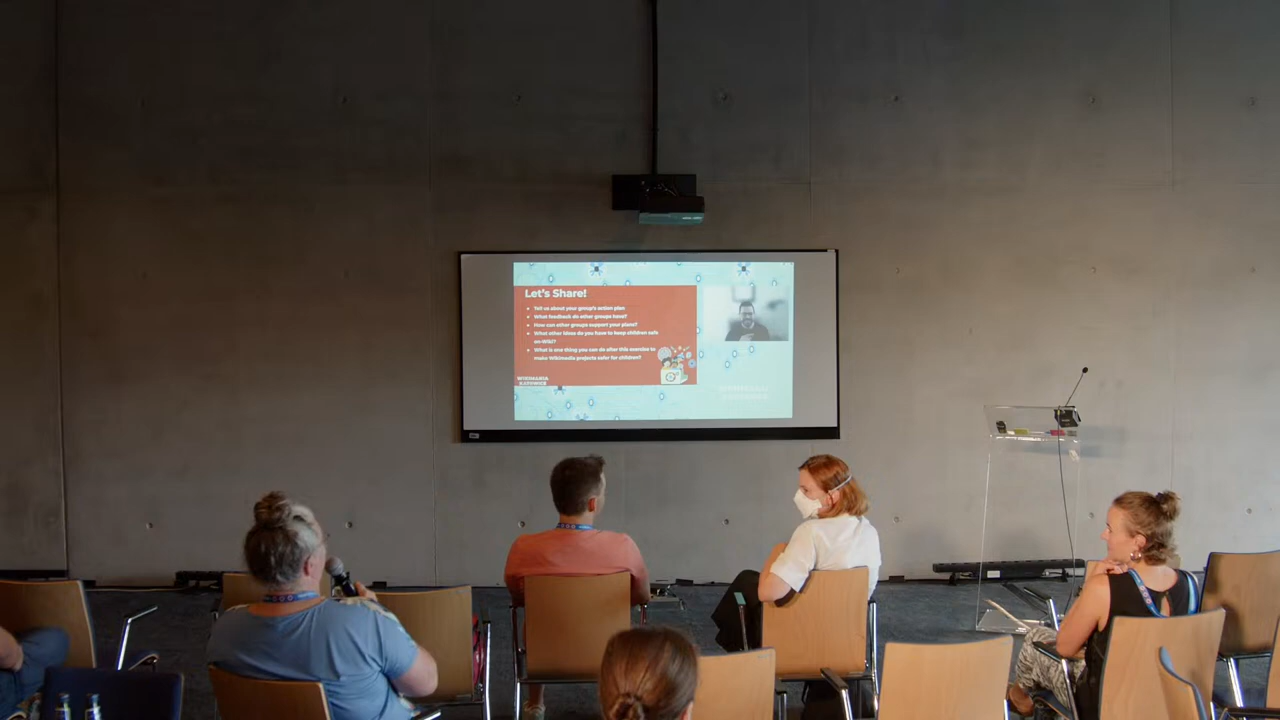 Let's Share!
Tell us about your group's action plan
What feedback do other groups have?
How can other groups support your plans?
What other ideas do you have to keep children safe
on-Wiki?
What is one thing you can do after this exercise to
make Wikimedia projects safer for children?
WIKIMANIA
KATOWICE